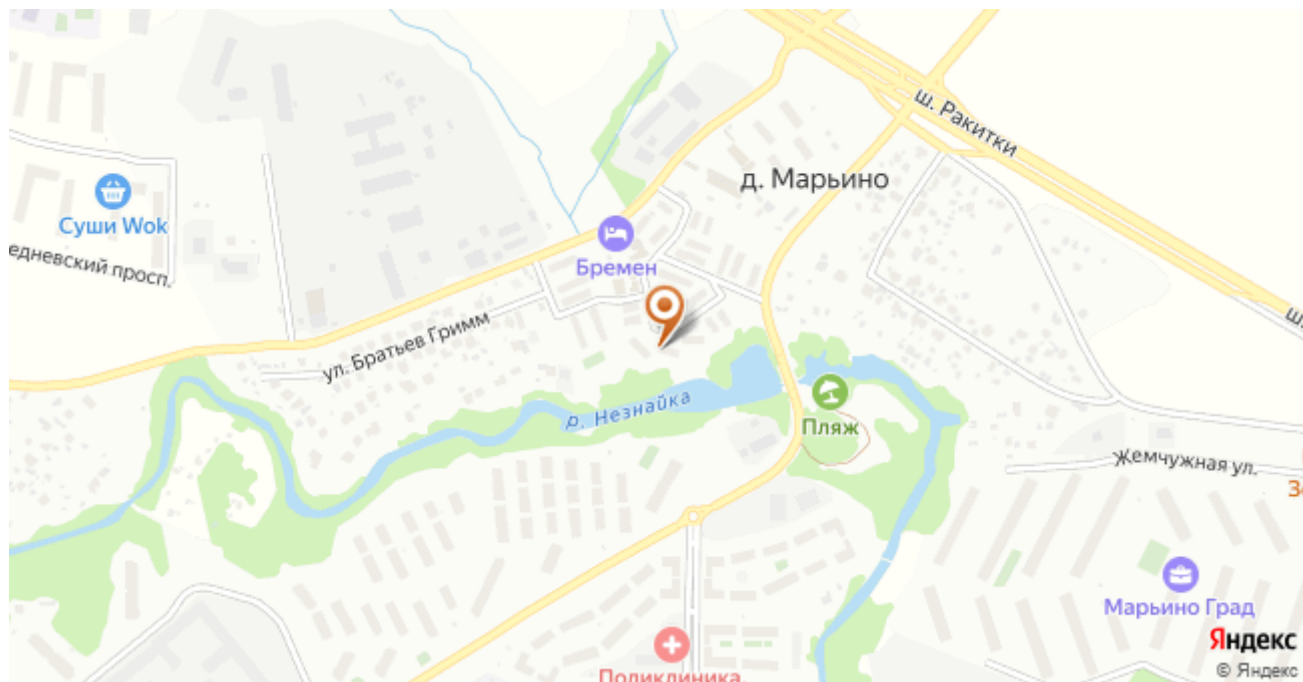 ш. Ракитки
д. Марьино
Суши Wok
едневский просп.
Бремен
ш.
ул. Братьев Гримм
р. Незнайка
Пляж
Жемчужная ул.
З
Марьино Град
Поликлиника
Яндекс
© Яндекс